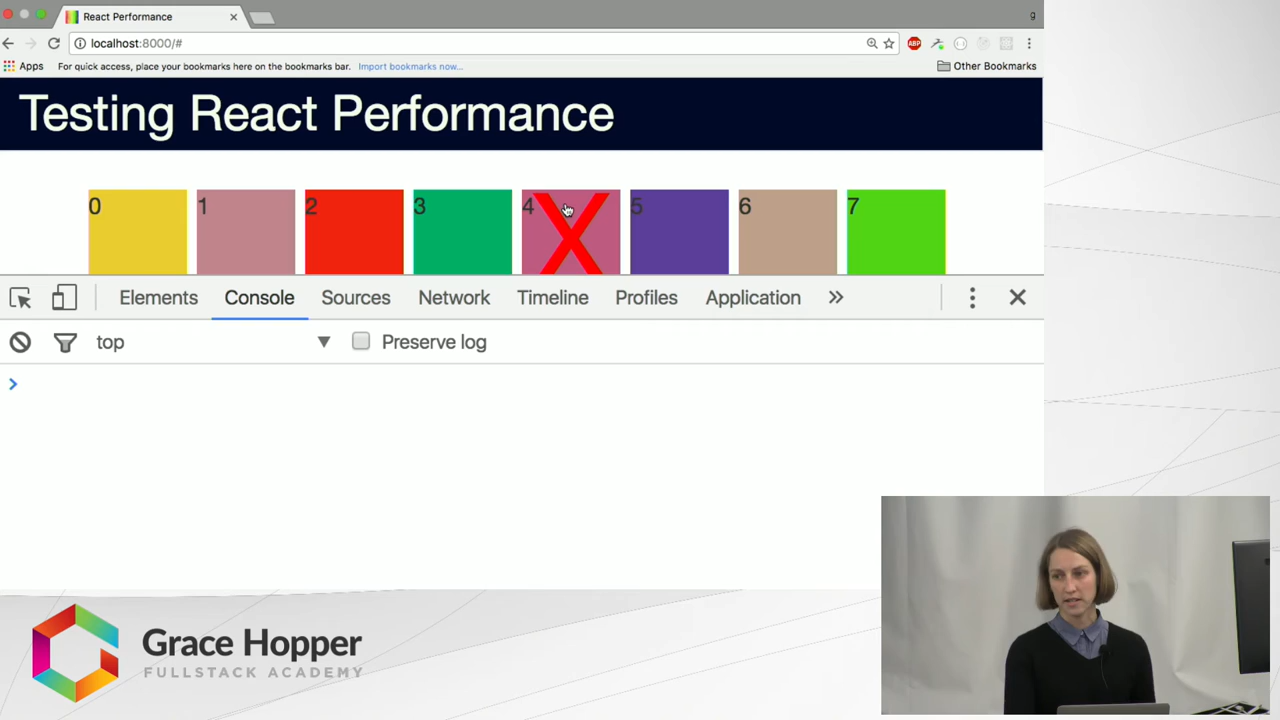 React Performance
g
localhost:8000/#
ABP
Apps
For quick access, place your bookmarks here on the bookmarks bar. Import bookmarks now...
Other Bookmarks
Testing React Performance
0 1 2 3 4 5 6 7
X
Elements Console Sources Network Timeline Profiles Application »
top Preserve log
Grace Hopper
FULLSTACK ACADEMY